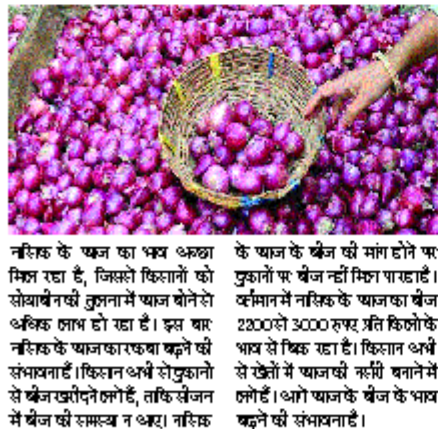 नासिक के प्याज का भाव अच्छा
मिल रहा है, जिससे किसानों को
सोयाबीन की तुलना में प्याज बोने से
अधिक लाभ हो रहा है। इस बार
नासिक के प्याज का रकबा बढ़ने की
संभावना है। किसान अभी से दुकानों
से बीज खरीदने लगे हैं, ताकि सीजन
में बीज की समस्या न आए। नासिक
के प्याज के बीज की मांग होने पर
दुकानों पर बीज नहीं मिल पा रहा है।
वर्तमान में नासिक के प्याज का बीज
2200 से 3000 रुपए प्रति किलो के
भाव से बिक रहा है। किसान अभी
से खेतों में प्याज की नर्सरी बनाने में
लगे हैं। आगे प्याज के बीज के भाव
बढ़ने की संभावना है।